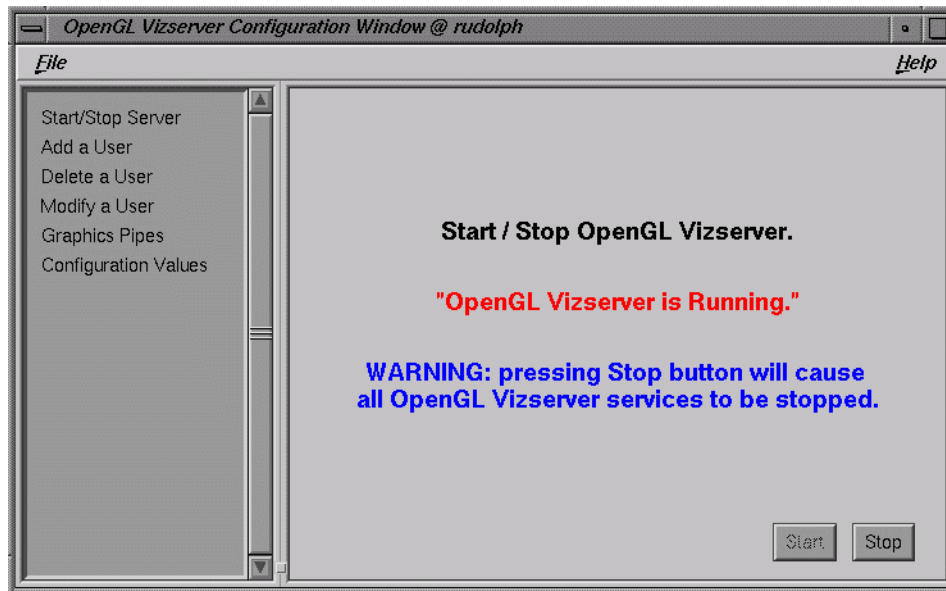 OpenGL Vizserver Configuration Window @ rudolph
File Help
Start/Stop Server
Add a User
Delete a User
Modify a User
Graphics Pipes
Configuration Values
Start / Stop OpenGL Vizserver.
"OpenGL Vizserver is Running."
WARNING: pressing Stop button will cause
all OpenGL Vizserver services to be stopped.
Start Stop